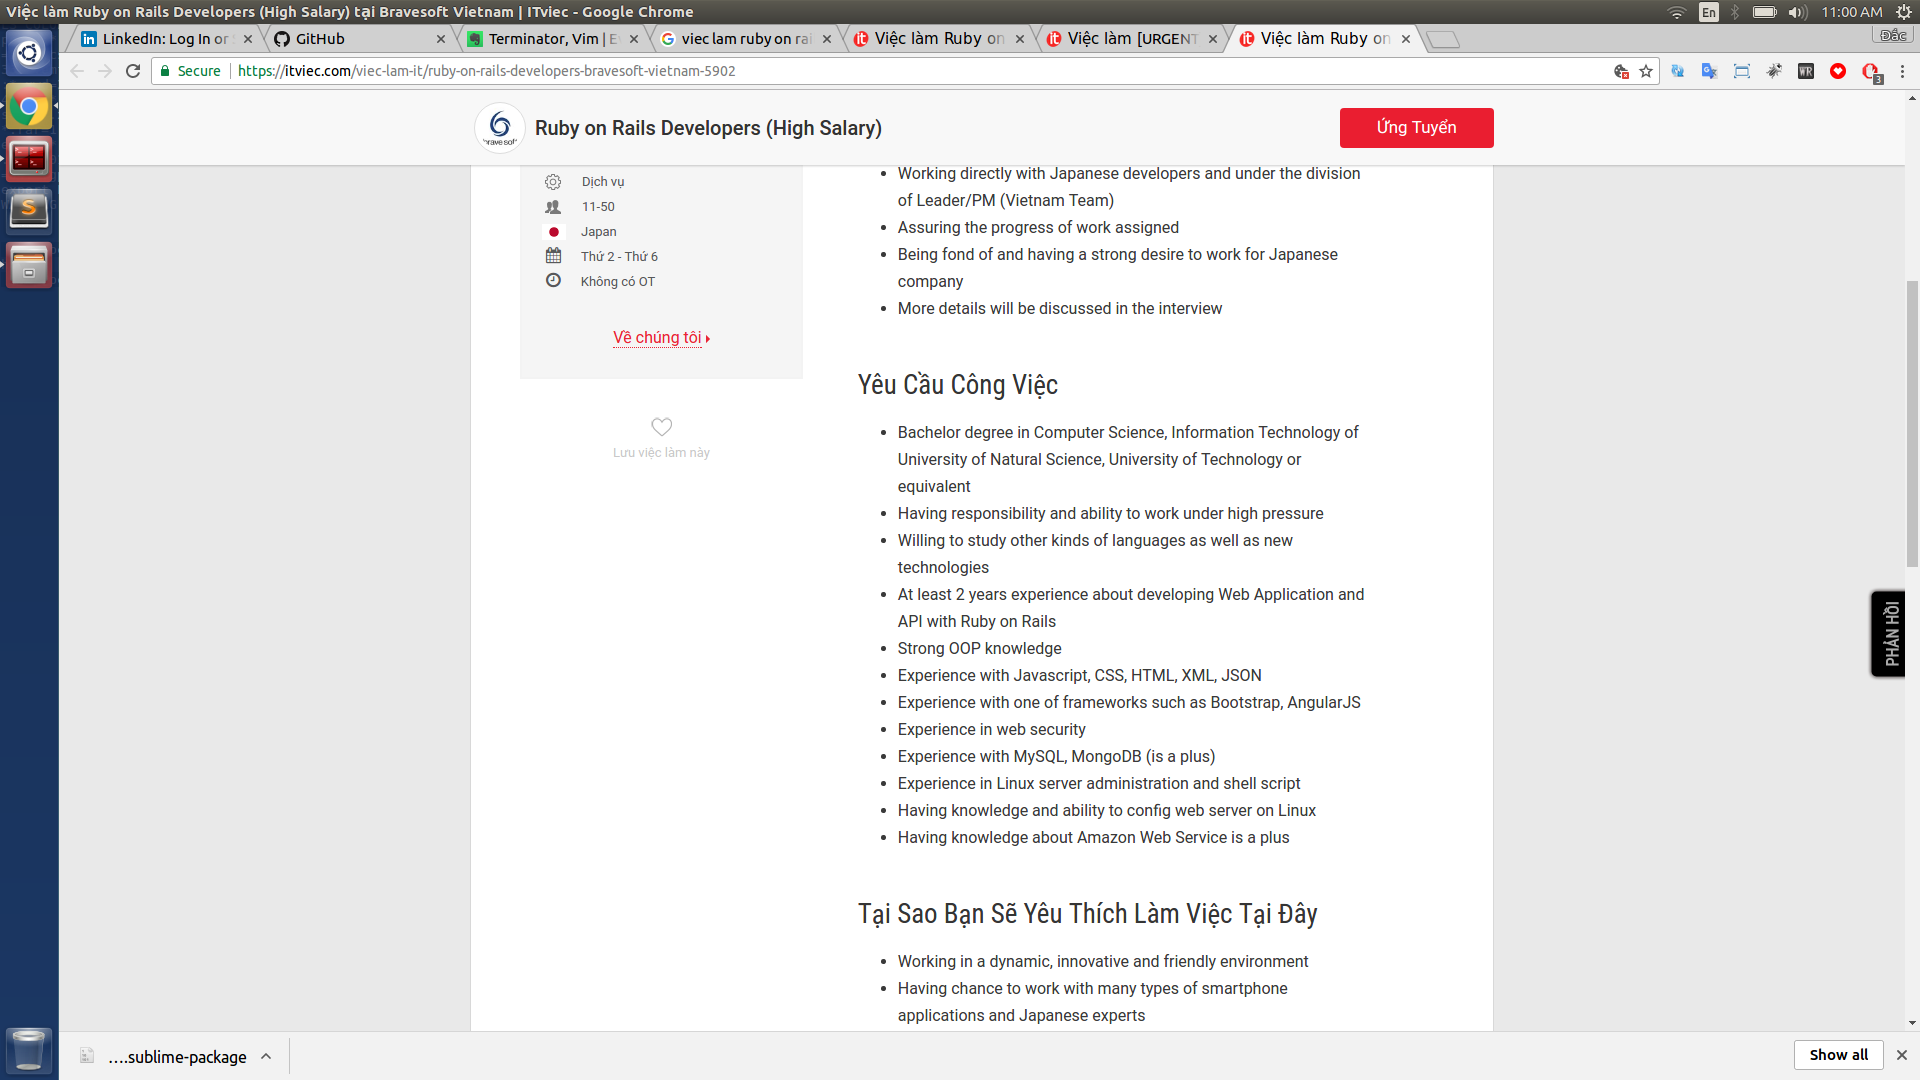 Việc làm Ruby on Rails Developers (High Salary) tại Bravesoft Vietnam | ITviec - Google Chrome
En
11:00 AM
LinkedIn: Log In or
GitHub
Terminator, Vim | E
viec lam ruby on rai
Việc làm Ruby on
Việc làm [URGENT
Việc làm Ruby on
Đắc
Secure
https://itviec.com/viec-lam-it/ruby-on-rails-developers-bravesoft-vietnam-5902
WR
3
Ruby on Rails Developers (High Salary)
Ứng Tuyển
Dịch vụ
11-50
Japan
Thứ 2 - Thứ 6
Không có OT
Về chúng tôi
Lưu việc làm này
Working directly with Japanese developers and under the division
of Leader/PM (Vietnam Team)
Assuring the progress of work assigned
Being fond of and having a strong desire to work for Japanese
company
More details will be discussed in the interview
Yêu Cầu Công Việc
Bachelor degree in Computer Science, Information Technology of
University of Natural Science, University of Technology or
equivalent
Having responsibility and ability to work under high pressure
Willing to study other kinds of languages as well as new
technologies
At least 2 years experience about developing Web Application and
API with Ruby on Rails
Strong OOP knowledge
Experience with Javascript, CSS, HTML, XML, JSON
Experience with one of frameworks such as Bootstrap, AngularJS
Experience in web security
Experience with MySQL, MongoDB (is a plus)
Experience in Linux server administration and shell script
Having knowledge and ability to config web server on Linux
Having knowledge about Amazon Web Service is a plus
PHẢN HỒI
Tại Sao Bạn Sẽ Yêu Thích Làm Việc Tại Đây
Working in a dynamic, innovative and friendly environment
Having chance to work with many types of smartphone
applications and Japanese experts
....sublime-package
Show all